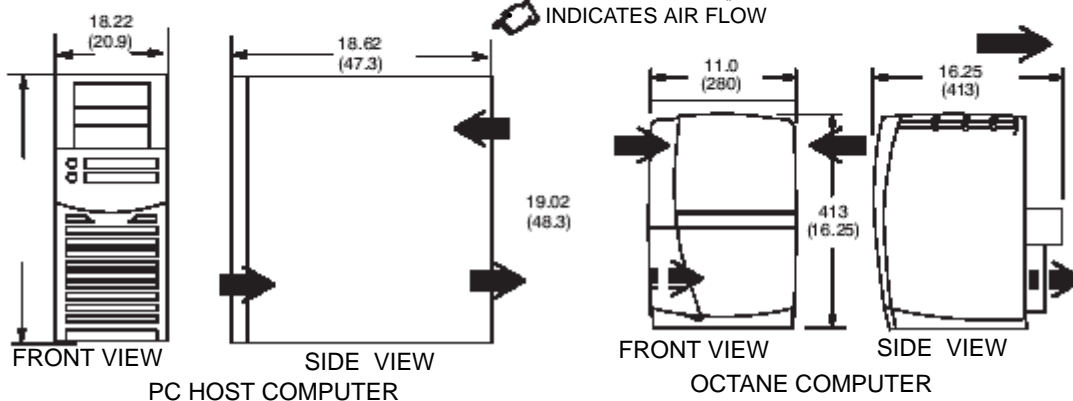 INDICATES AIR FLOW
18.22
(20.9)
18.62
(47.3)
11.0
(280)
16.25
(413)
19.02
(48.3)
413
(16.25)
FRONT VIEW
SIDE VIEW
FRONT VIEW
SIDE VIEW
PC HOST COMPUTER
OCTANE COMPUTER